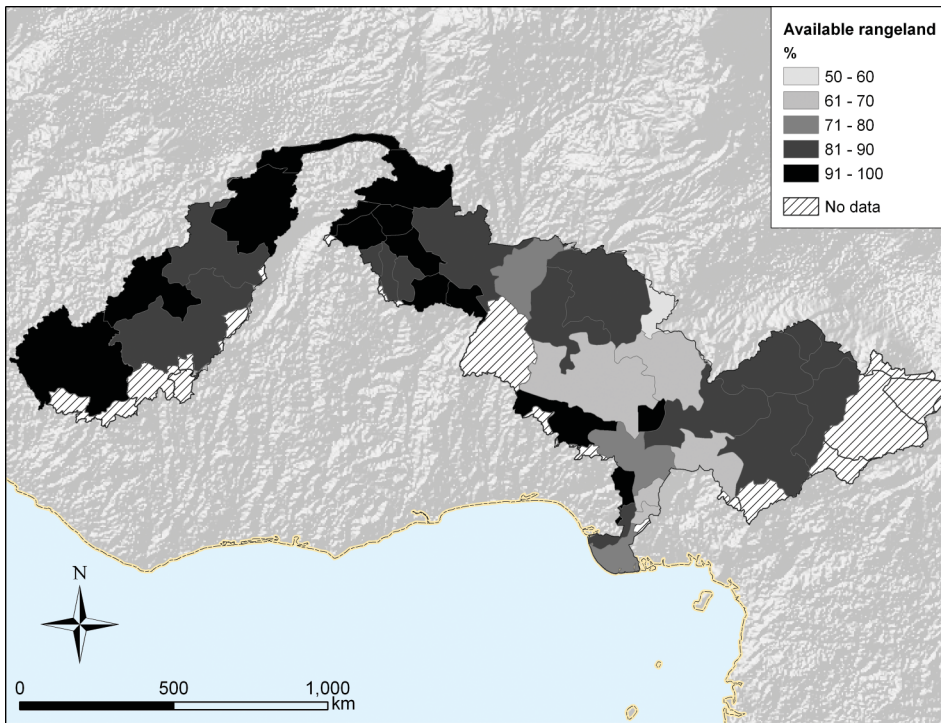 Available rangeland
%
50 - 60
61 - 70
71 - 80
81 - 90
91 - 100
No data
N
0 500 1,000
km